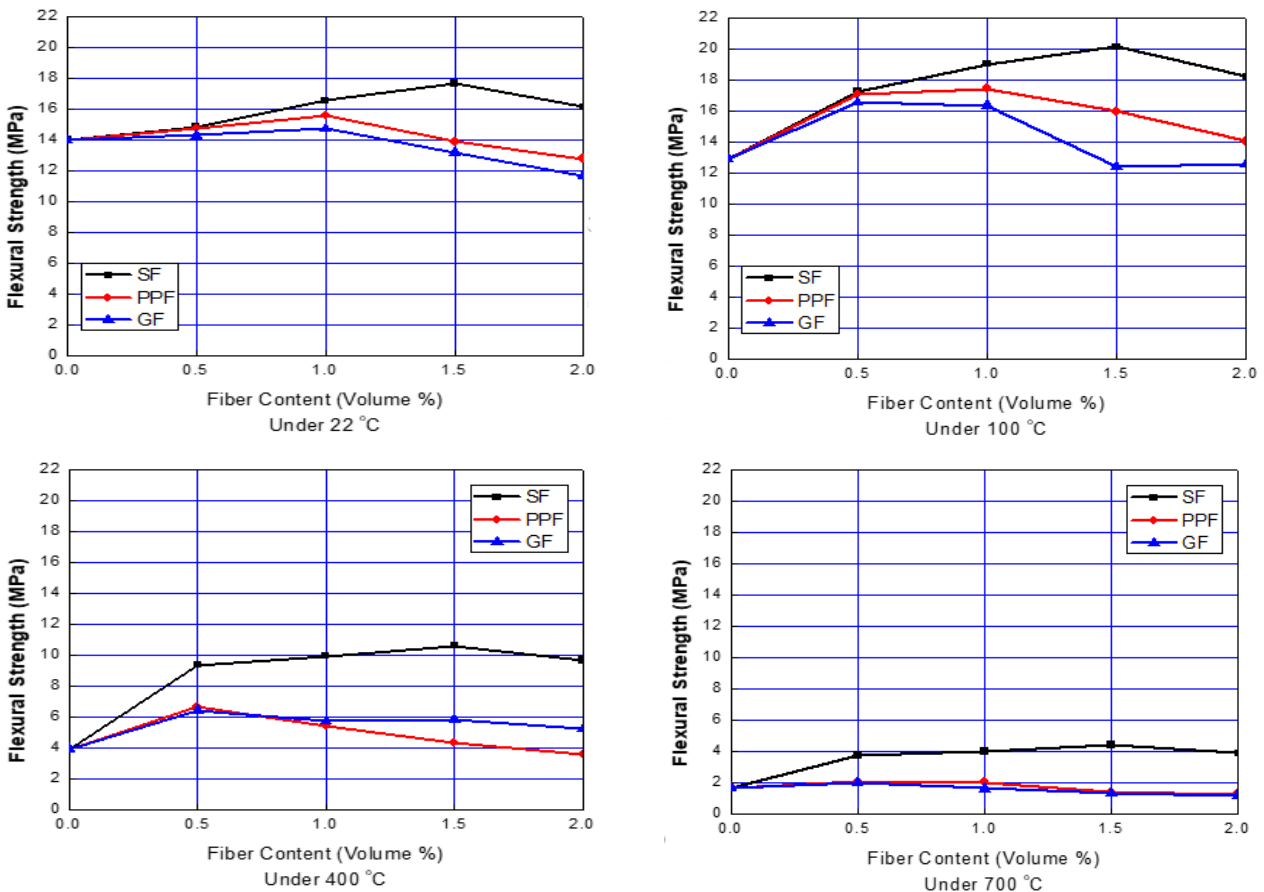 Flexural Strength (MPa)
22
20
18
16
14
12
10
8
6
4
2
0
SF
PPF
GF
0.0 0.5 1.0 1.5 2.0
Fiber Content (Volume %)
Under 22 °C
Flexural Strength (MPa)
22
20
18
16
14
12
10
8
6
4
2
0
SF
PPF
GF
0.0 0.5 1.0 1.5 2.0
Fiber Content (Volume %)
Under 100 °C
Flexural Strength (MPa)
22
20
18
16
14
12
10
8
6
4
2
0
SF
PPF
GF
0.0 0.5 1.0 1.5 2.0
Fiber Content (Volume %)
Under 400 °C
Flexural Strength (MPa)
22
20
18
16
14
12
10
8
6
4
2
0
SF
PPF
GF
0.0 0.5 1.0 1.5 2.0
Fiber Content (Volume %)
Under 700 °C